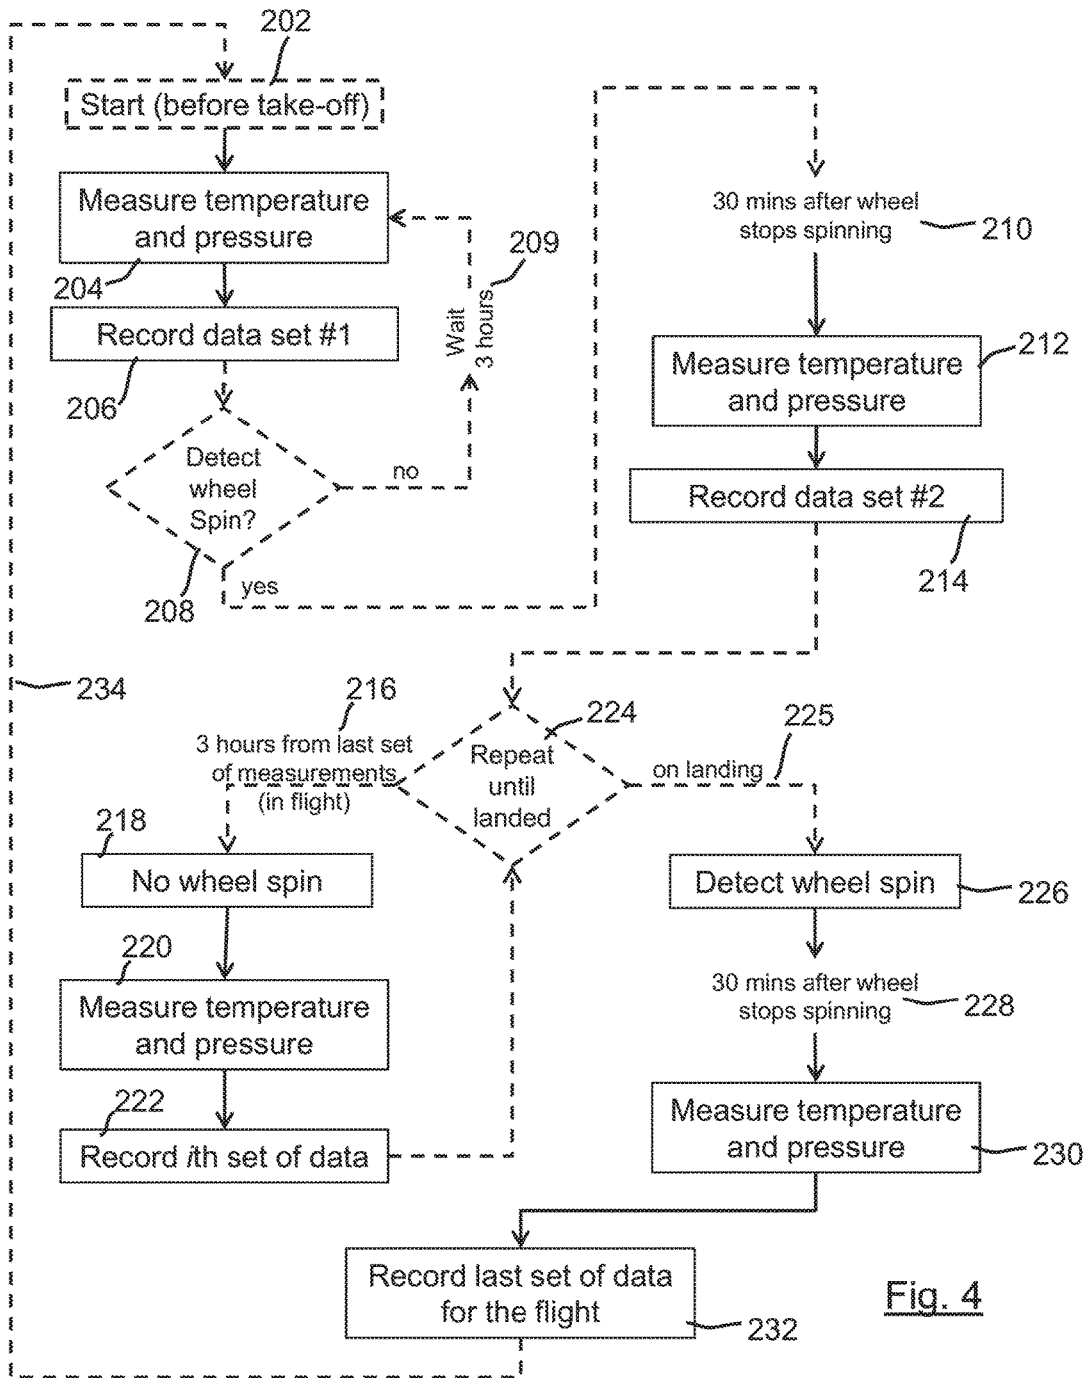 202
Start (before take-off)
Measure temperature
and pressure
204
Record data set #1
206
Detect
wheel
Spin?
208
no
yes
Wait
3 hours
209
30 mins after wheel
stops spinning
210
Measure temperature
and pressure
212
Record data set #2
214
234
216
3 hours from last set
of measurements
(in flight)
224
Repeat
until
landed
225
on landing
218
No wheel spin
220
Measure temperature
and pressure
222
Record ith set of data
Detect wheel spin
226
30 mins after wheel
stops spinning
228
Measure temperature
and pressure
230
Record last set of data
for the flight
232
Fig. 4